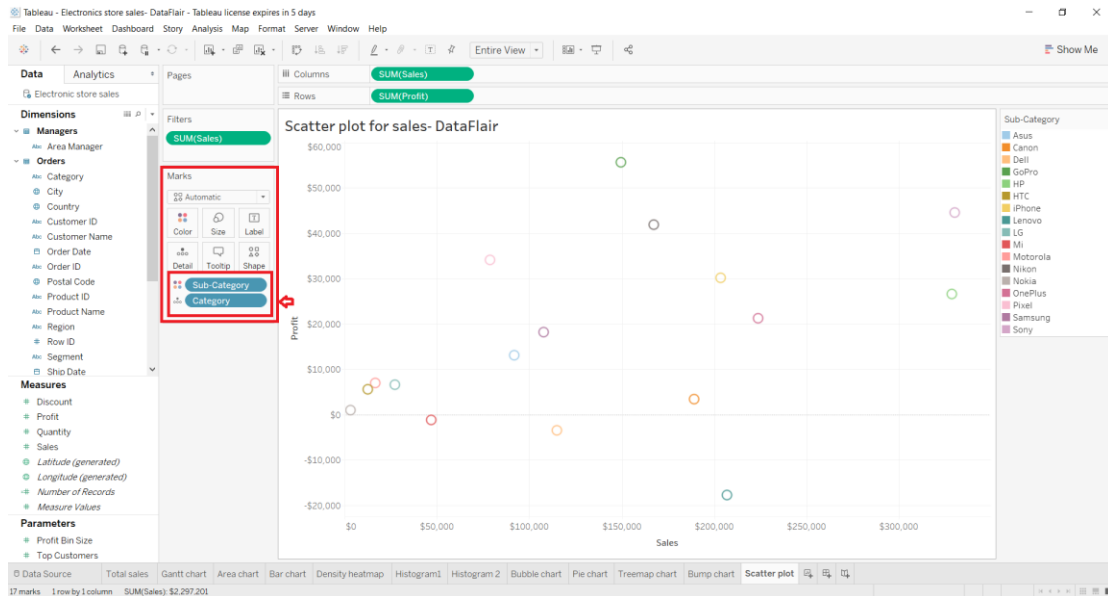 Tableau - Electronics store sales- DataFlair - Tableau license expires in 5 days
File Data Worksheet Dashboard Story Analysis Map Format Server Window Help
Entire View
Show Me
Data Analytics
Electronic store sales
Dimensions
Managers
Abc Area Manager
Orders
Abc Category
City
Country
Abc Customer ID
Abc Customer Name
Order Date
Abc Order ID
Postal Code
Abc Product ID
Abc Product Name
Abc Region
# Row ID
Abc Segment
Ship Date
Measures
# Discount
# Profit
# Quantity
# Sales
Latitude (generated)
Longitude (generated)
=# Number of Records
# Measure Values
Parameters
# Profit Bin Size
# Top Customers
Pages
Filters
SUM(Sales)
Marks
Automatic
Color Size Label
Detail Tooltip Shape
Sub-Category
Category
Columns SUM(Sales)
Rows SUM(Profit)
Scatter plot for sales- DataFlair
$60,000
$50,000
$40,000
$30,000
$20,000
$10,000
$0
-$10,000
-$20,000
Profit
$0 $50,000 $100,000 $150,000 $200,000 $250,000 $300,000
Sales
Sub-Category
Asus
Canon
Dell
GoPro
HP
HTC
iPhone
Lenovo
LG
Mi
Motorola
Nikon
Nokia
OnePlus
Pixel
Samsung
Sony
Data Source Total sales Gantt chart Area chart Bar chart Density heatmap Histogram1 Histogram 2 Bubble chart Pie chart Treemap chart Bump chart Scatter plot
17 marks 1 row by 1 column SUM(Sales): $2,297,201